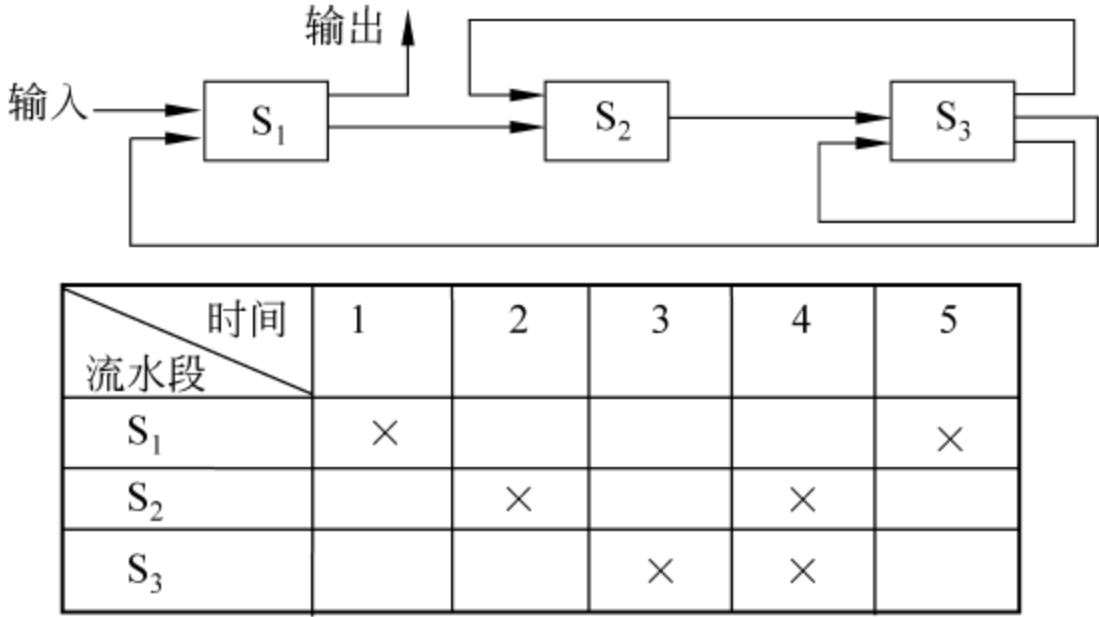 输出
输入
S₁ S₂ S₃
时间 1 2 3 4 5
流水段
S₁ × ×
S₂ × ×
S₃ × ×